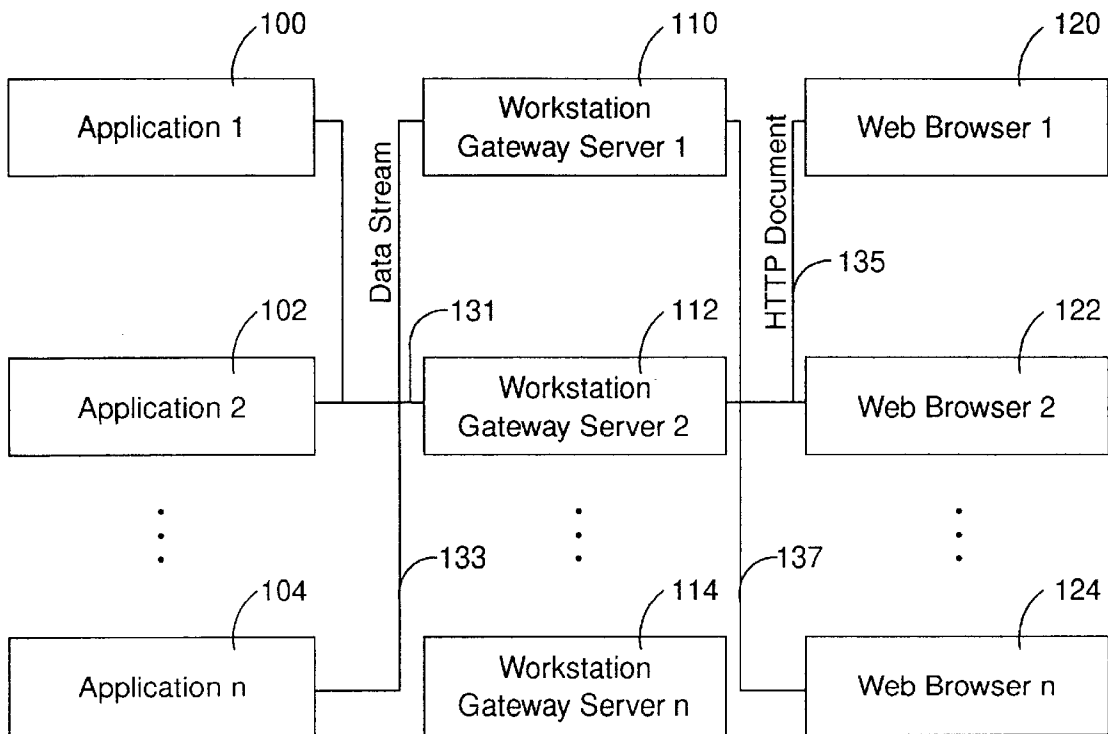 100
110
120
Application 1
Workstation
Gateway Server 1
Web Browser 1
Data Stream
HTTP Document
135
102
131
112
122
Application 2
Workstation
Gateway Server 2
Web Browser 2
133
137
104
114
124
Application n
Workstation
Gateway Server n
Web Browser n